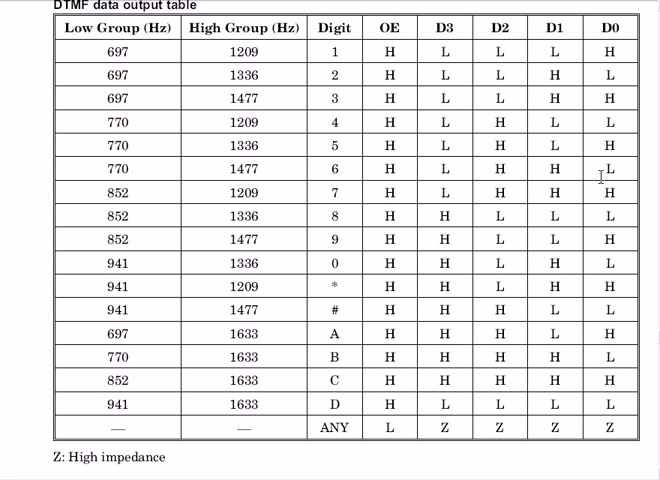 DTMF data output table
Low Group (Hz) High Group (Hz) Digit OE D3 D2 D1 D0
697 1209 1 H L L L H
697 1336 2 H L L H L
697 1477 3 H L L H H
770 1209 4 H L H L L
770 1336 5 H L H L H
770 1477 6 H L H H L
852 1209 7 H L H H H
852 1336 8 H H L L L
852 1477 9 H H L L H
941 1336 0 H H L H L
941 1209 * H H L H H
941 1477 # H H H L L
697 1633 A H H H L H
770 1633 B H H H H L
852 1633 C H H H H H
941 1633 D H L L L L
— — ANY L Z Z Z Z
Z: High impedance